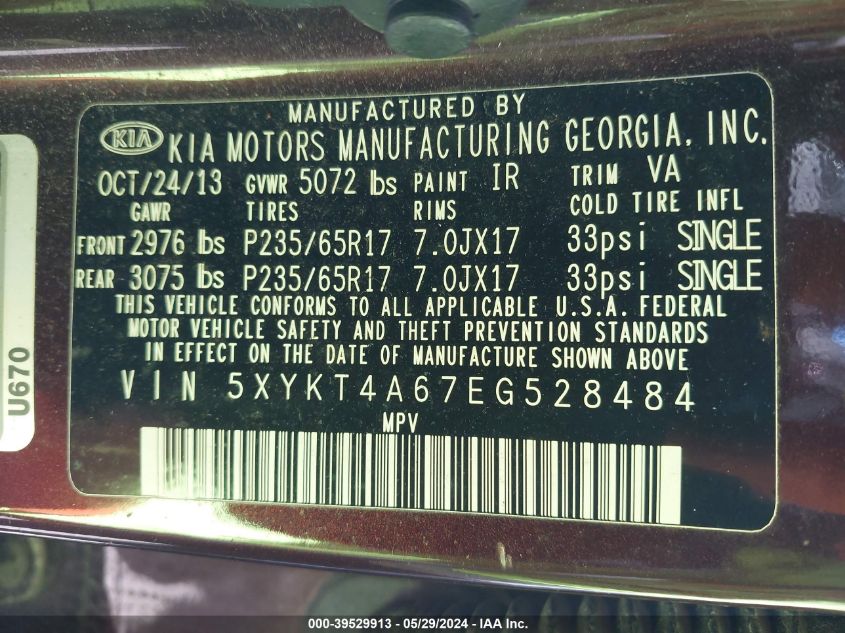 MANUFACTURED BY
KIA KIA MOTORS MANUFACTURING GEORGIA, INC.
OCT/24/13 GVWR 5072 lbs PAINT IR TRIM VA
GAWR TIRES RIMS COLD TIRE INFL
FRONT 2976 lbs P235/65R17 7.0JX17 33psi SINGLE
REAR 3075 lbs P235/65R17 7.0JX17 33psi SINGLE
THIS VEHICLE CONFORMS TO ALL APPLICABLE U.S.A. FEDERAL
MOTOR VEHICLE SAFETY AND THEFT PREVENTION STANDARDS
IN EFFECT ON THE DATE OF MANUFACTURE SHOWN ABOVE
VIN 5XYKT4A67EG528484
MPV
U670
000-39529913 - 05/29/2024 - IAA Inc.